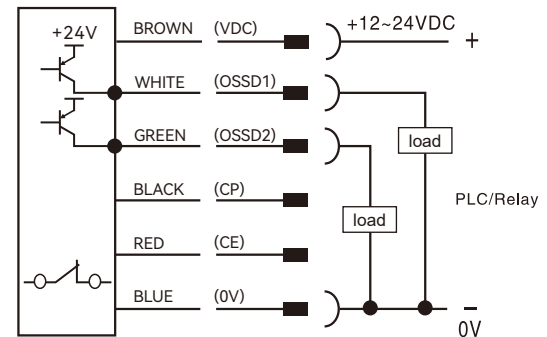 +24V
BROWN (VDC) +12~24VDC +
WHITE (OSSD1)
GREEN (OSSD2)
load
BLACK (CP)
PLC/Relay
load
RED (CE)
BLUE (0V)
0V